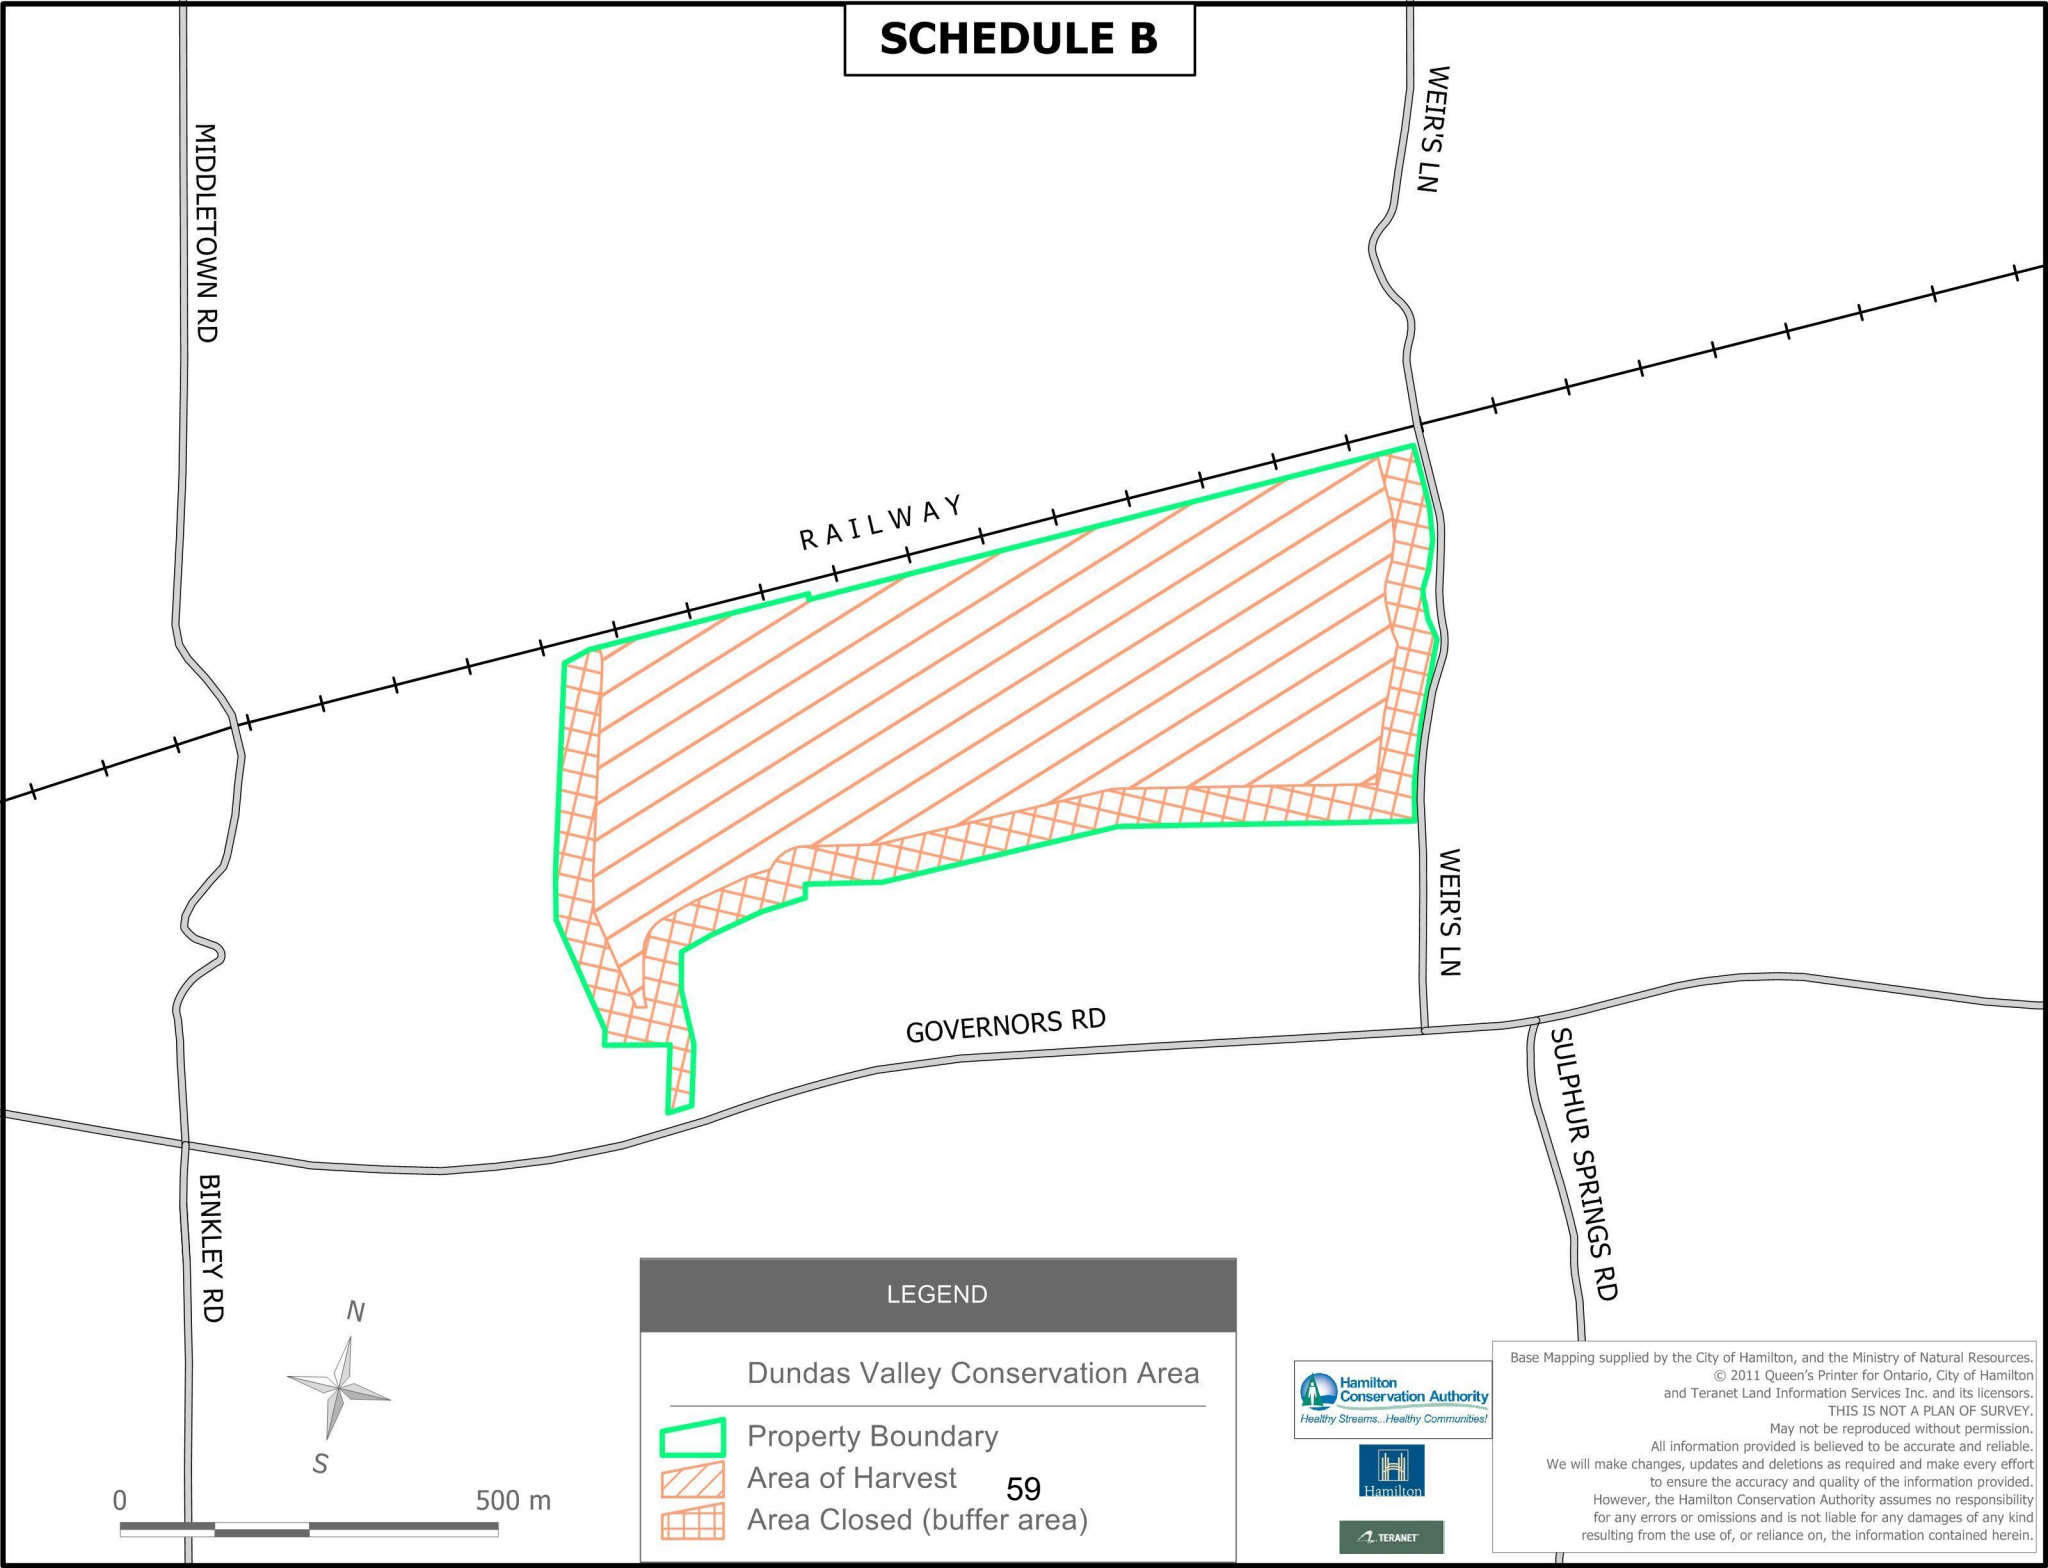 SCHEDULE B
MIDDLETOWN RD
WEIR'S LN
RAILWAY
WEIR'S LN
GOVERNORS RD
SULPHUR SPRINGS RD
BINKLEY RD
N
S
0 500 m
LEGEND
Dundas Valley Conservation Area
Property Boundary
Area of Harvest
59
Area Closed (buffer area)
Hamilton
Conservation Authority
Healthy Streams...Healthy Communities!
Hamilton
TERANET
Base Mapping supplied by the City of Hamilton, and the Ministry of Natural Resources.
© 2011 Queen's Printer for Ontario, City of Hamilton
and Teranet Land Information Services Inc. and its licensors.
THIS IS NOT A PLAN OF SURVEY.
May not be reproduced without permission.
All information provided is believed to be accurate and reliable.
We will make changes, updates and deletions as required and make every effort
to ensure the accuracy and quality of the information provided.
However, the Hamilton Conservation Authority assumes no responsibility
for any errors or omissions and is not liable for any damages of any kind
resulting from the use of, or reliance on, the information contained herein.